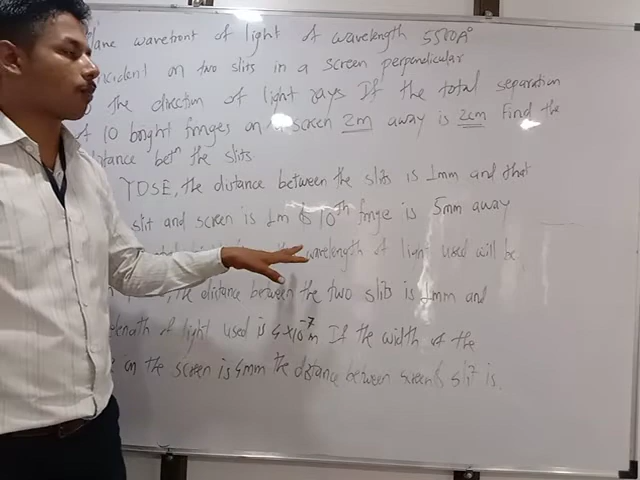 Plane wavefront of light of wavelength 5500A°
incident on two slits in a screen perpendicular
the direction of light rays If the total separation
of 10 bright fringes on a screen 2m away is 2cm Find the
distance betⁿ the slits
YDSE, the distance between the slits is 1mm and that
slit and screen is 1m & 10th fringe is 5mm away
wavelength of light used will be
the distance between the two slits is 1mm and
of light used is 4×10⁻⁷m If the width of the
on the screen is 4mm the distance between screen & slit is.